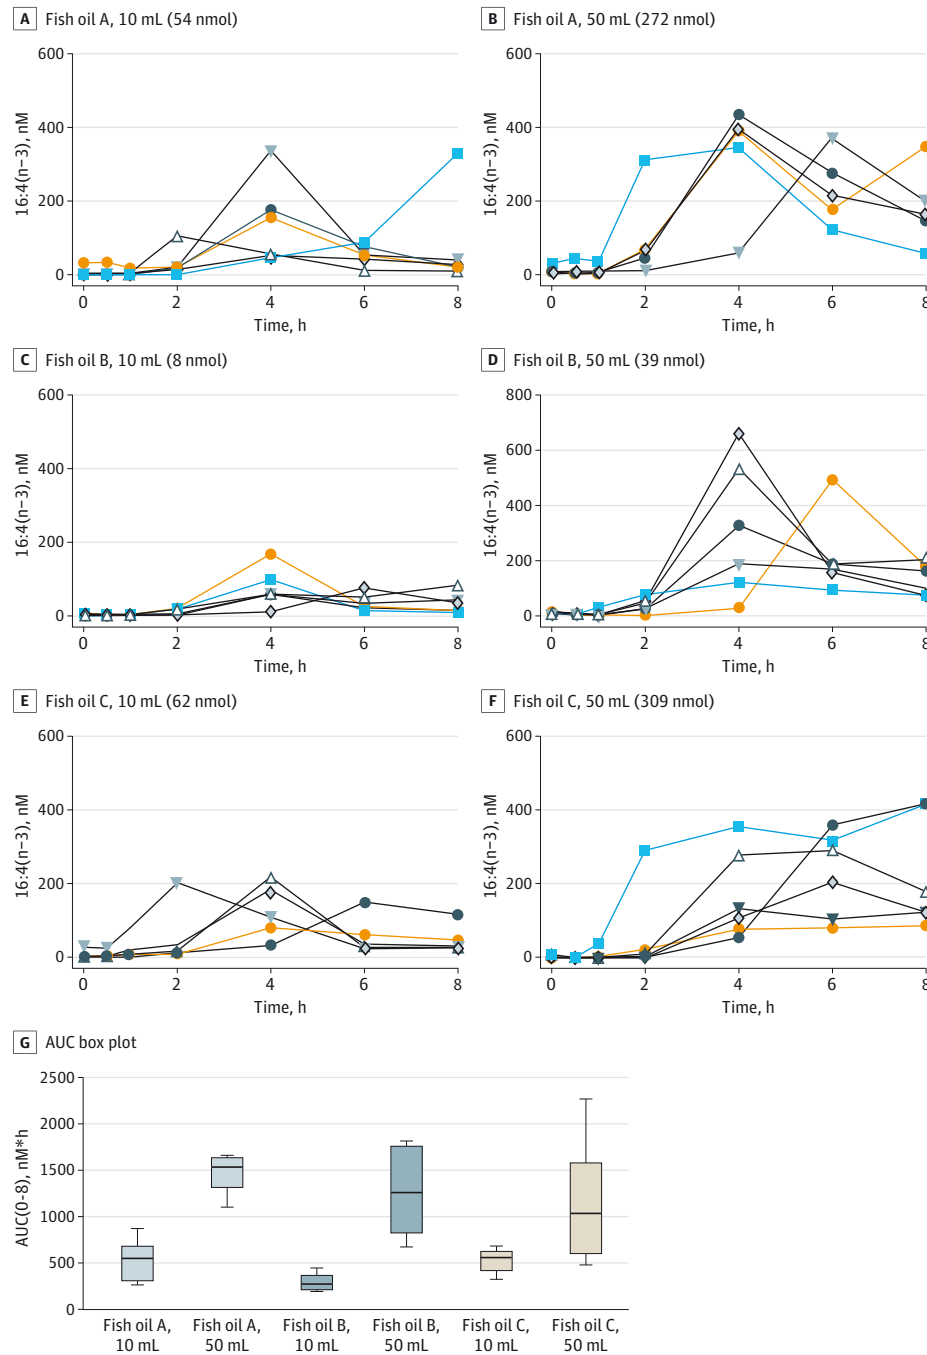 A Fish oil A, 10 mL (54 nmol)
16:4(n−3), nM
600
400
200
0
0 2 4 6 8
Time, h
B Fish oil A, 50 mL (272 nmol)
16:4(n−3), nM
600
400
200
0
0 2 4 6 8
Time, h
C Fish oil B, 10 mL (8 nmol)
16:4(n−3), nM
600
400
200
0
0 2 4 6 8
Time, h
D Fish oil B, 50 mL (39 nmol)
16:4(n−3), nM
800
600
400
200
0
0 2 4 6 8
Time, h
E Fish oil C, 10 mL (62 nmol)
16:4(n−3), nM
600
400
200
0
0 2 4 6 8
Time, h
F Fish oil C, 50 mL (309 nmol)
16:4(n−3), nM
600
400
200
0
0 2 4 6 8
Time, h
G AUC box plot
AUC(0-8), nM*h
2500
2000
1500
1000
500
0
Fish oil A, 10 mL
Fish oil A, 50 mL
Fish oil B, 10 mL
Fish oil B, 50 mL
Fish oil C, 10 mL
Fish oil C, 50 mL